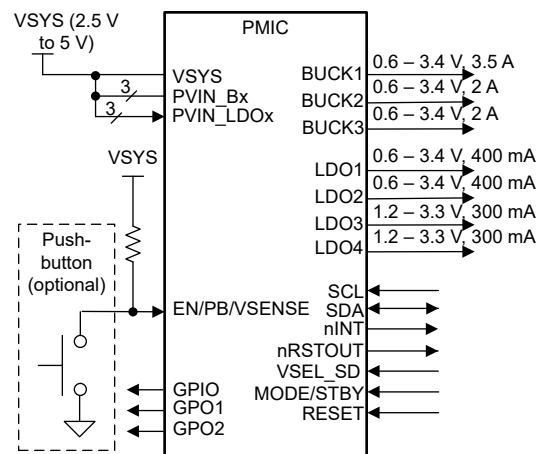 VSYS (2.5 V
to 5 V)
PMIC
VSYS
3
PVIN_Bx
3
PVIN_LDOx
VSYS
Push-
button
(optional)
EN/PB/VSENSE
GPIO
GPO1
GPO2
BUCK1
0.6 – 3.4 V, 3.5 A
BUCK2
0.6 – 3.4 V, 2 A
BUCK3
0.6 – 3.4 V, 2 A
LDO1
0.6 – 3.4 V, 400 mA
LDO2
0.6 – 3.4 V, 400 mA
LDO3
1.2 – 3.3 V, 300 mA
LDO4
1.2 – 3.3 V, 300 mA
SCL
SDA
nINT
nRSTOUT
VSEL_SD
MODE/STBY
RESET